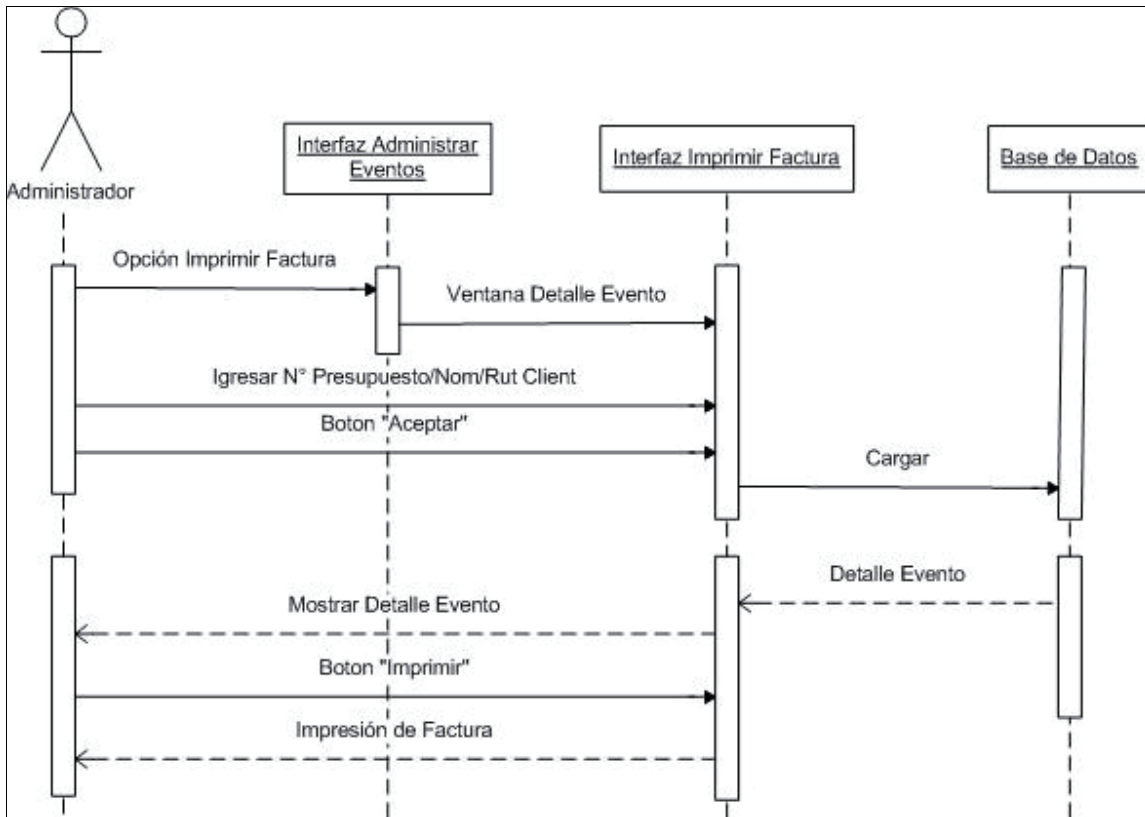 Interfaz Administrar
Eventos
Interfaz Imprimir Factura
Base de Datos
Administrador
Opción Imprimir Factura
Ventana Detalle Evento
Igresar N° Presupuesto/Nom/Rut Client
Boton "Aceptar"
Cargar
Detalle Evento
Mostrar Detalle Evento
Boton "Imprimir"
Impresión de Factura